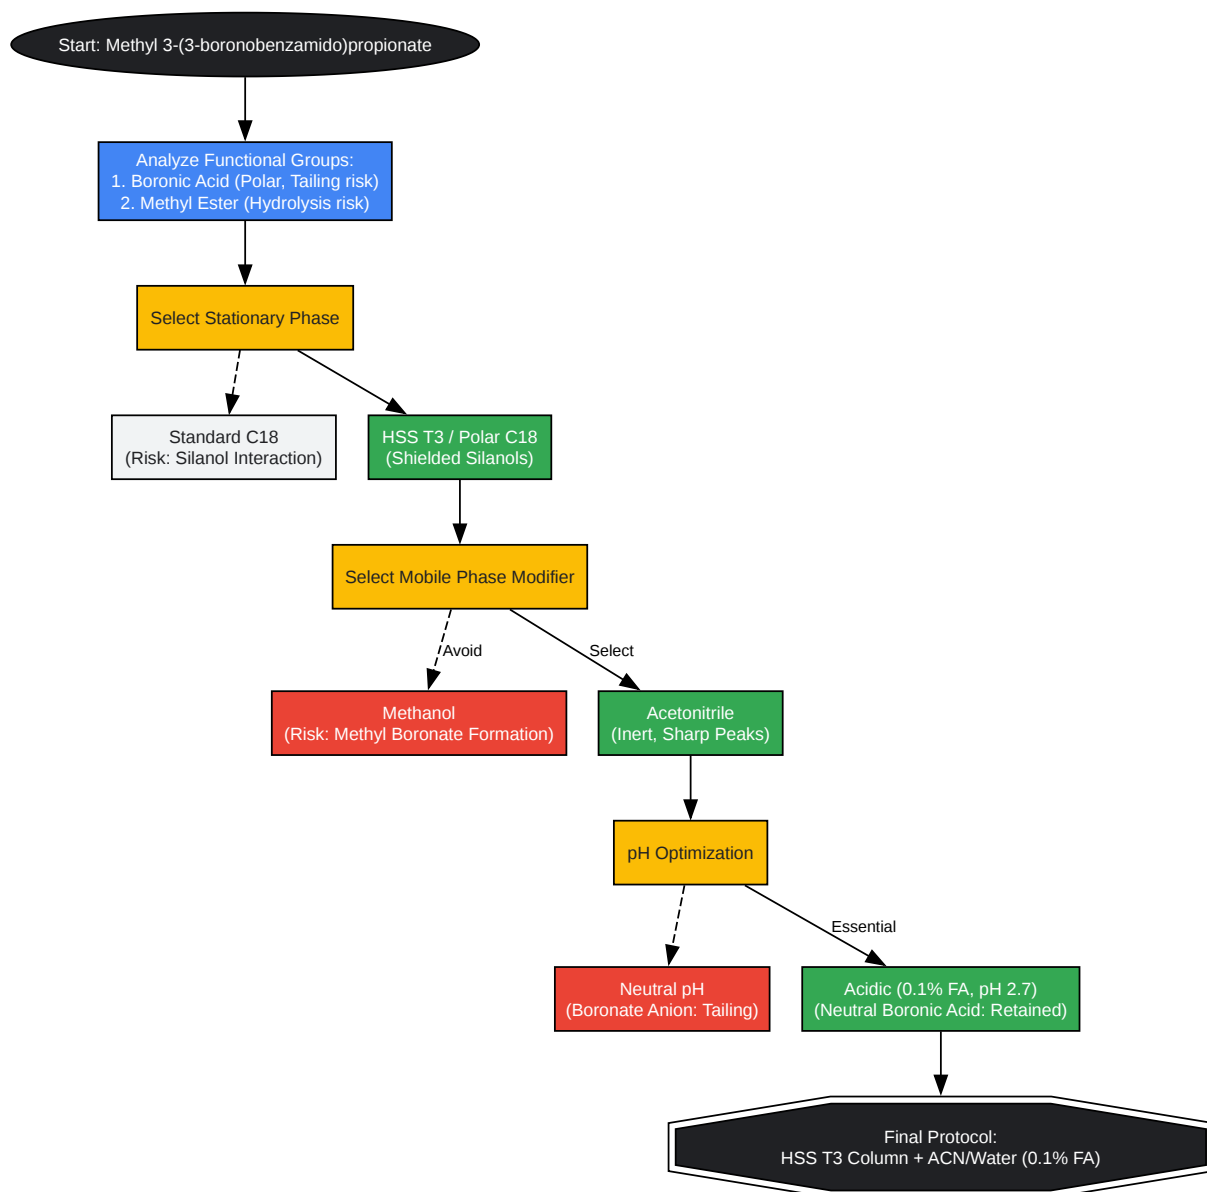 Start: Methyl 3-(3-boronobenzamido)propionate
Analyze Functional Groups:
1. Boronic Acid (Polar, Tailing risk)
2. Methyl Ester (Hydrolysis risk)
Select Stationary Phase
Standard C18
(Risk: Silanol Interaction)
HSS T3 / Polar C18
(Shielded Silanols)
Select Mobile Phase Modifier
Avoid
Select
Methanol
(Risk: Methyl Boronate Formation)
Acetonitrile
(Inert, Sharp Peaks)
pH Optimization
Essential
Neutral pH
(Boronate Anion: Tailing)
Acidic (0.1% FA, pH 2.7)
(Neutral Boronic Acid: Retained)
Final Protocol:
HSS T3 Column + ACN/Water (0.1% FA)